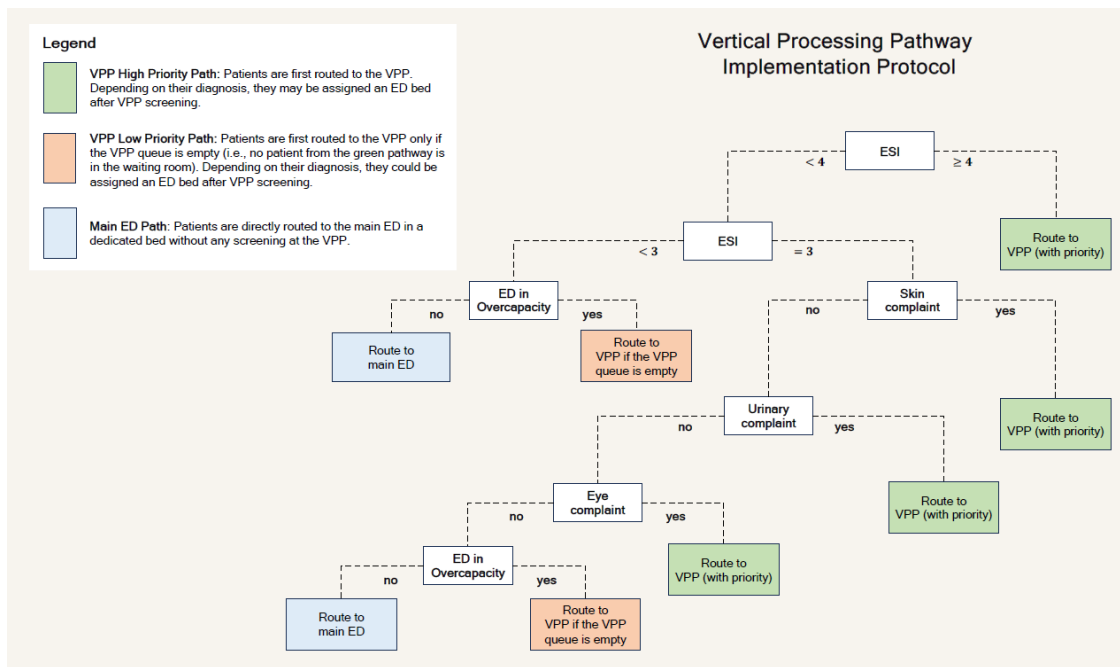 Legend
VPP High Priority Path: Patients are first routed to the VPP.
Depending on their diagnosis, they may be assigned an ED bed
after VPP screening.
VPP Low Priority Path: Patients are first routed to the VPP only if
the VPP queue is empty (i.e., no patient from the green pathway is
in the waiting room). Depending on their diagnosis, they could be
assigned an ED bed after VPP screening.
Main ED Path: Patients are directly routed to the main ED in a
dedicated bed without any screening at the VPP.
Vertical Processing Pathway
Implementation Protocol
ESI
< 4
≥ 4
ESI
Route to
VPP (with priority)
< 3
= 3
ED in
Overcapacity
Skin
complaint
no
yes
no
yes
Route to
main ED
Route to
VPP if the VPP
queue is empty
Urinary
complaint
Route to
VPP (with priority)
no
yes
Eye
complaint
Route to
VPP (with priority)
no
yes
ED in
Overcapacity
Route to
VPP (with priority)
no
yes
Route to
main ED
Route to
VPP if the VPP
queue is empty